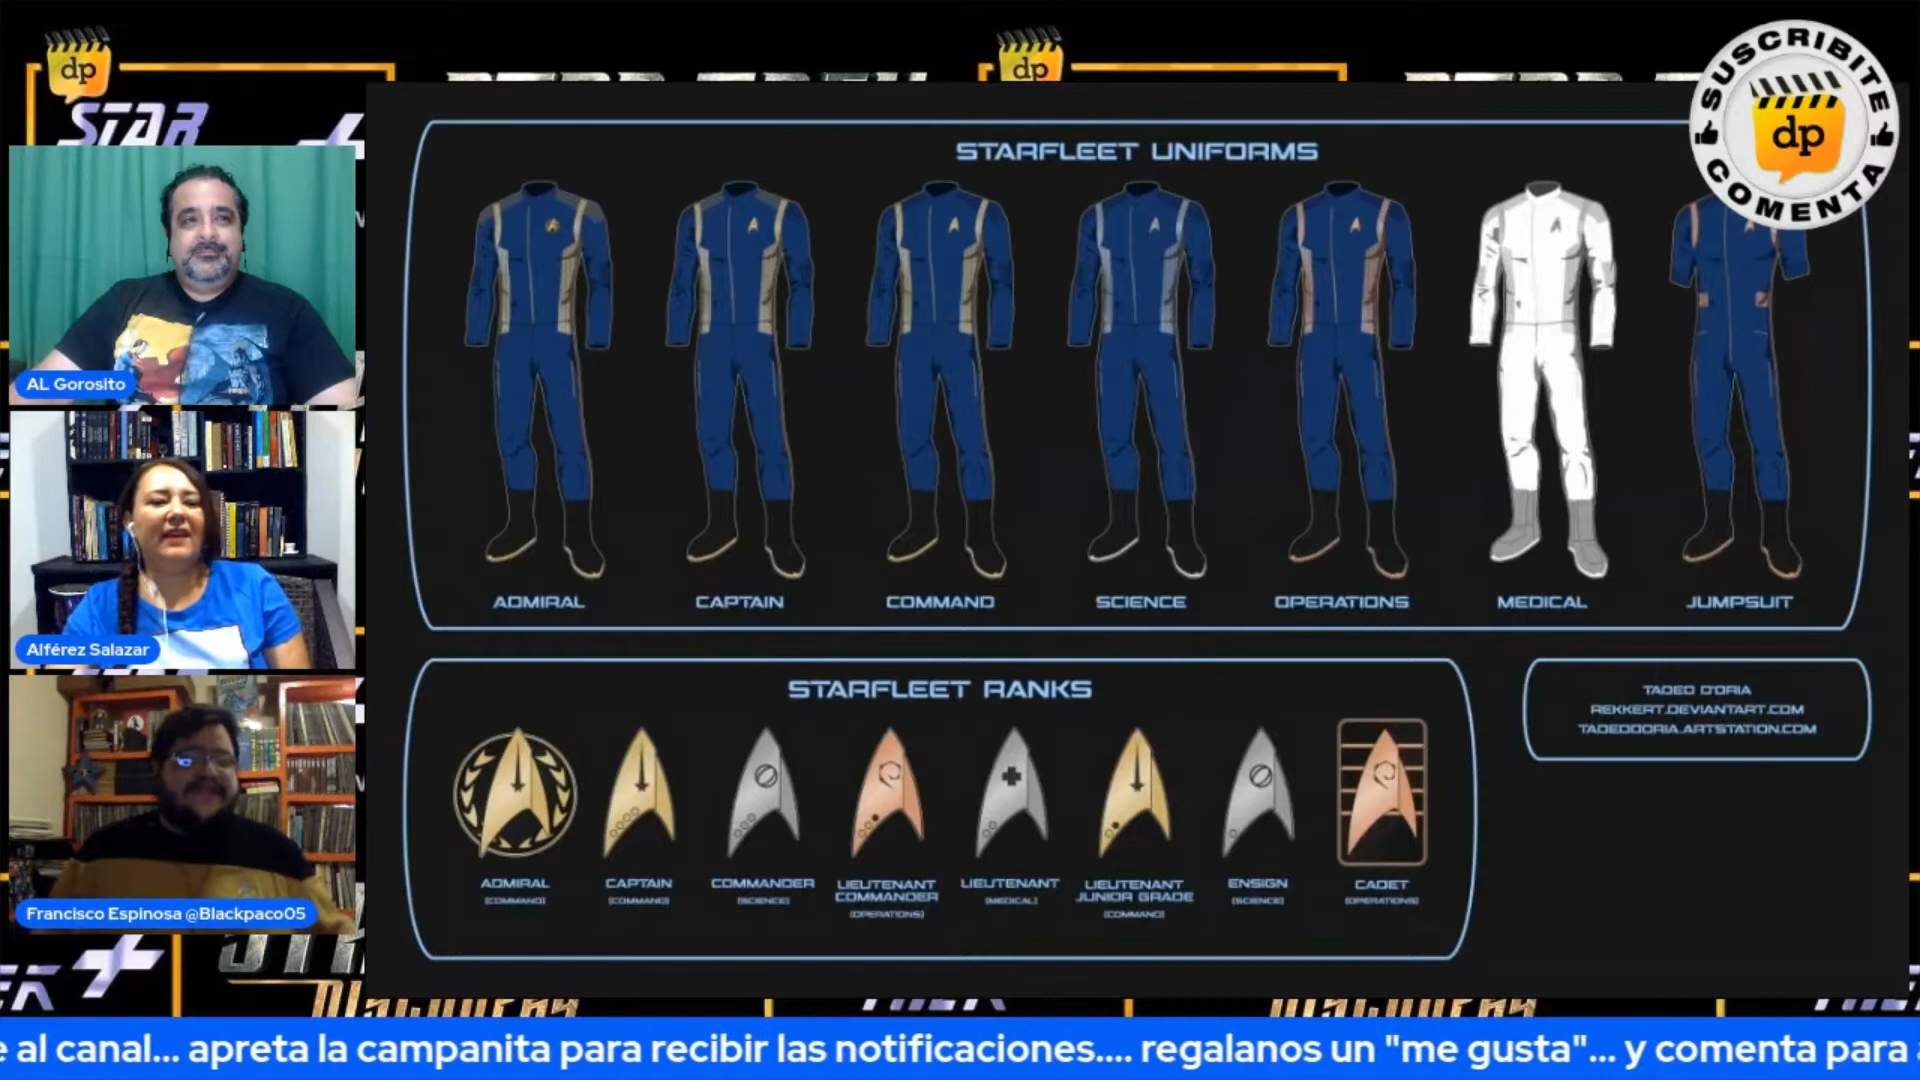 dp
dp
STAR
SUSCRIBITE
dp
COMENTA
STARFLEET UNIFORMS
ADMIRAL
CAPTAIN
COMMAND
SCIENCE
OPERATIONS
MEDICAL
JUMPSUIT
AL Gorosito
Alférez Salazar
Francisco Espinosa @Blackpaco05
STARFLEET RANKS
ADMIRAL
(COMMAND)
CAPTAIN
(COMMAND)
COMMANDER
(SCIENCE)
LIEUTENANT
COMMANDER
(OPERATIONS)
LIEUTENANT
(MEDICAL)
LIEUTENANT
JUNIOR GRADE
(COMMAND)
ENSIGN
(SCIENCE)
CADET
(OPERATIONS)
TADEO D'ORIA
REKKERT.DEVIANTART.COM
TADEODORIA.ARTSTATION.COM
e al canal... apreta la campanita para recibir las notificaciones.... regalanos un "me gusta"... y comenta para